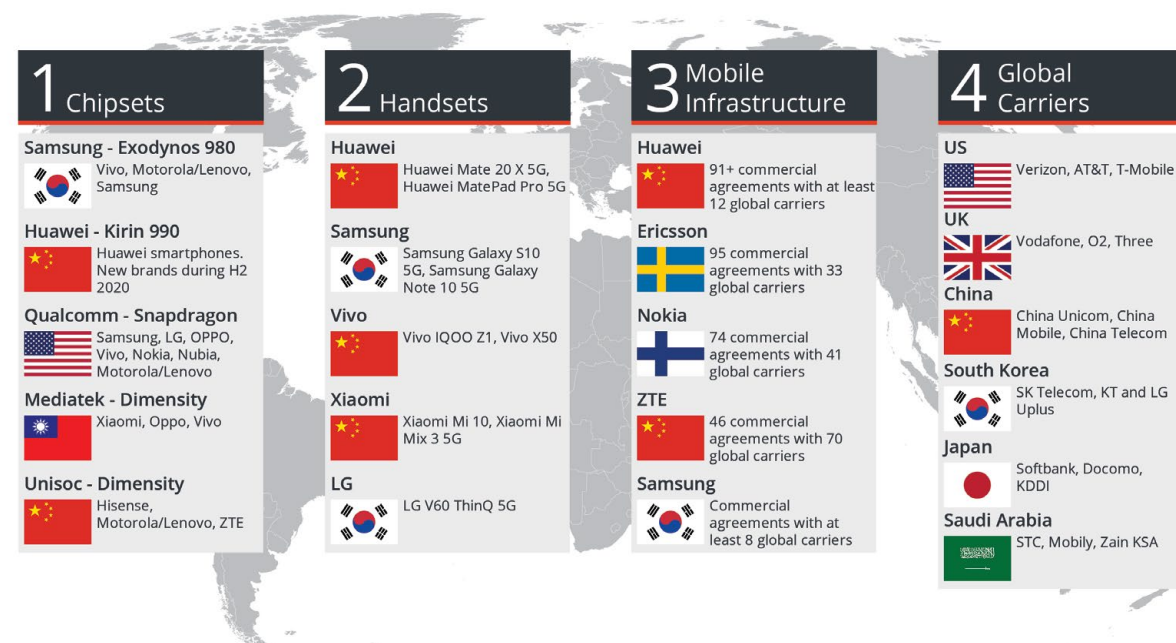 1 Chipsets
Samsung - Exodynos 980
Vivo, Motorola/Lenovo,
Samsung
Huawei - Kirin 990
Huawei smartphones.
New brands during H2
2020
Qualcomm - Snapdragon
Samsung, LG, OPPO,
Vivo, Nokia, Nubia,
Motorola/Lenovo
Mediatek - Dimensity
Xiaomi, Oppo, Vivo
Unisoc - Dimensity
Hisense,
Motorola/Lenovo, ZTE
2 Handsets
Huawei
Huawei Mate 20 X 5G,
Huawei MatePad Pro 5G
Samsung
Samsung Galaxy S10
5G, Samsung Galaxy
Note 10 5G
Vivo
Vivo IQOO Z1, Vivo X50
Xiaomi
Xiaomi Mi 10, Xiaomi Mi
Mix 3 5G
LG
LG V60 ThinQ 5G
3 Mobile
Infrastructure
Huawei
91+ commercial
agreements with at least
12 global carriers
Ericsson
95 commercial
agreements with 33
global carriers
Nokia
74 commercial
agreements with 41
global carriers
ZTE
46 commercial
agreements with 70
global carriers
Samsung
Commercial
agreements with at
least 8 global carriers
4 Global
Carriers
US
Verizon, AT&T, T-Mobile
UK
Vodafone, O2, Three
China
China Unicom, China
Mobile, China Telecom
South Korea
SK Telecom, KT and LG
Uplus
Japan
Softbank, Docomo,
KDDI
Saudi Arabia
STC, Mobily, Zain KSA